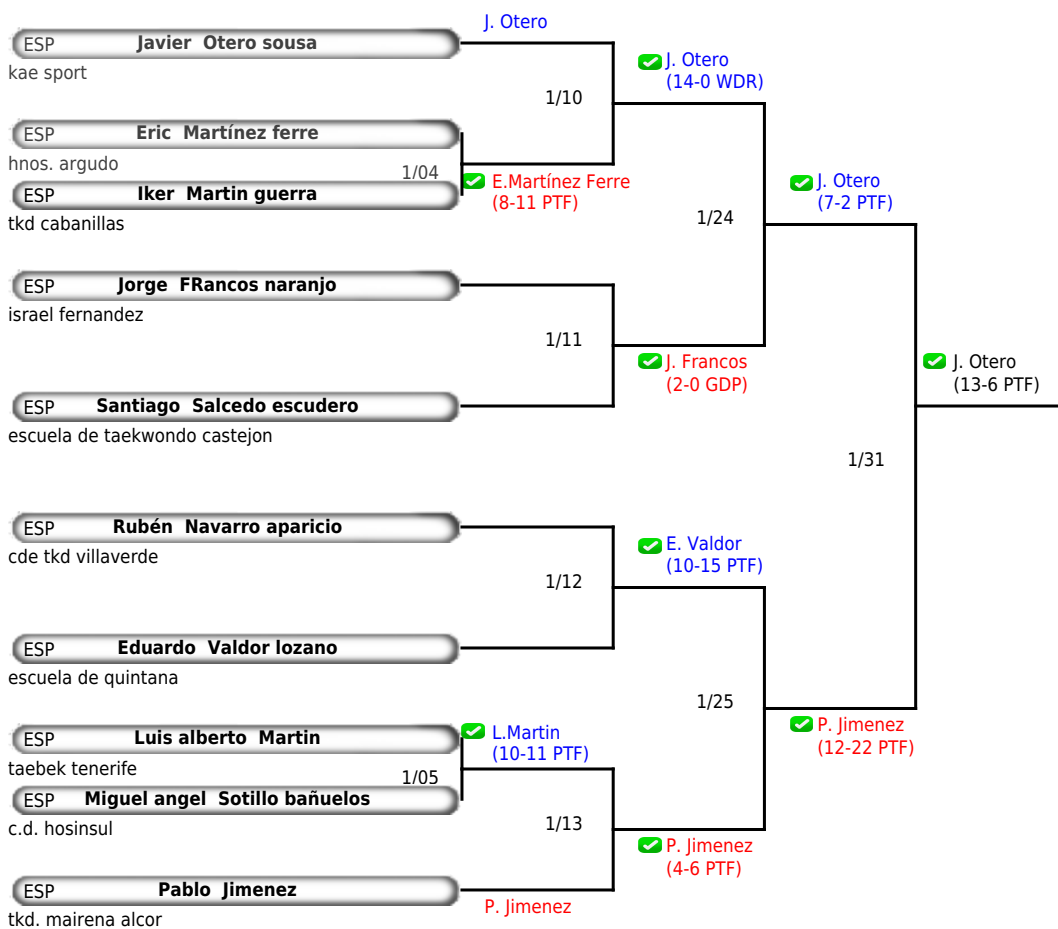 J. Otero
ESP Javier Otero sousa
kae sport
J. Otero
(14-0 WDR)
1/10
ESP Eric Martínez ferre
hnos. argudo
1/04
E.Martínez Ferre
(8-11 PTF)
ESP Iker Martin guerra
tkd cabanillas
J. Otero
(7-2 PTF)
1/24
ESP Jorge FRancos naranjo
israel fernandez
1/11
J. Francos
(2-0 GDP)
J. Otero
(13-6 PTF)
ESP Santiago Salcedo escudero
escuela de taekwondo castejon
1/31
ESP Rubén Navarro aparicio
cde tkd villaverde
E. Valdor
(10-15 PTF)
1/12
ESP Eduardo Valdor lozano
escuela de quintana
1/25
P. Jimenez
(12-22 PTF)
ESP Luis alberto Martin
taebek tenerife
L.Martin
(10-11 PTF)
1/05
ESP Miguel angel Sotillo bañuelos
c.d. hosinsul
1/13
P. Jimenez
(4-6 PTF)
ESP Pablo Jimenez
tkd. mairena alcor
P. Jimenez